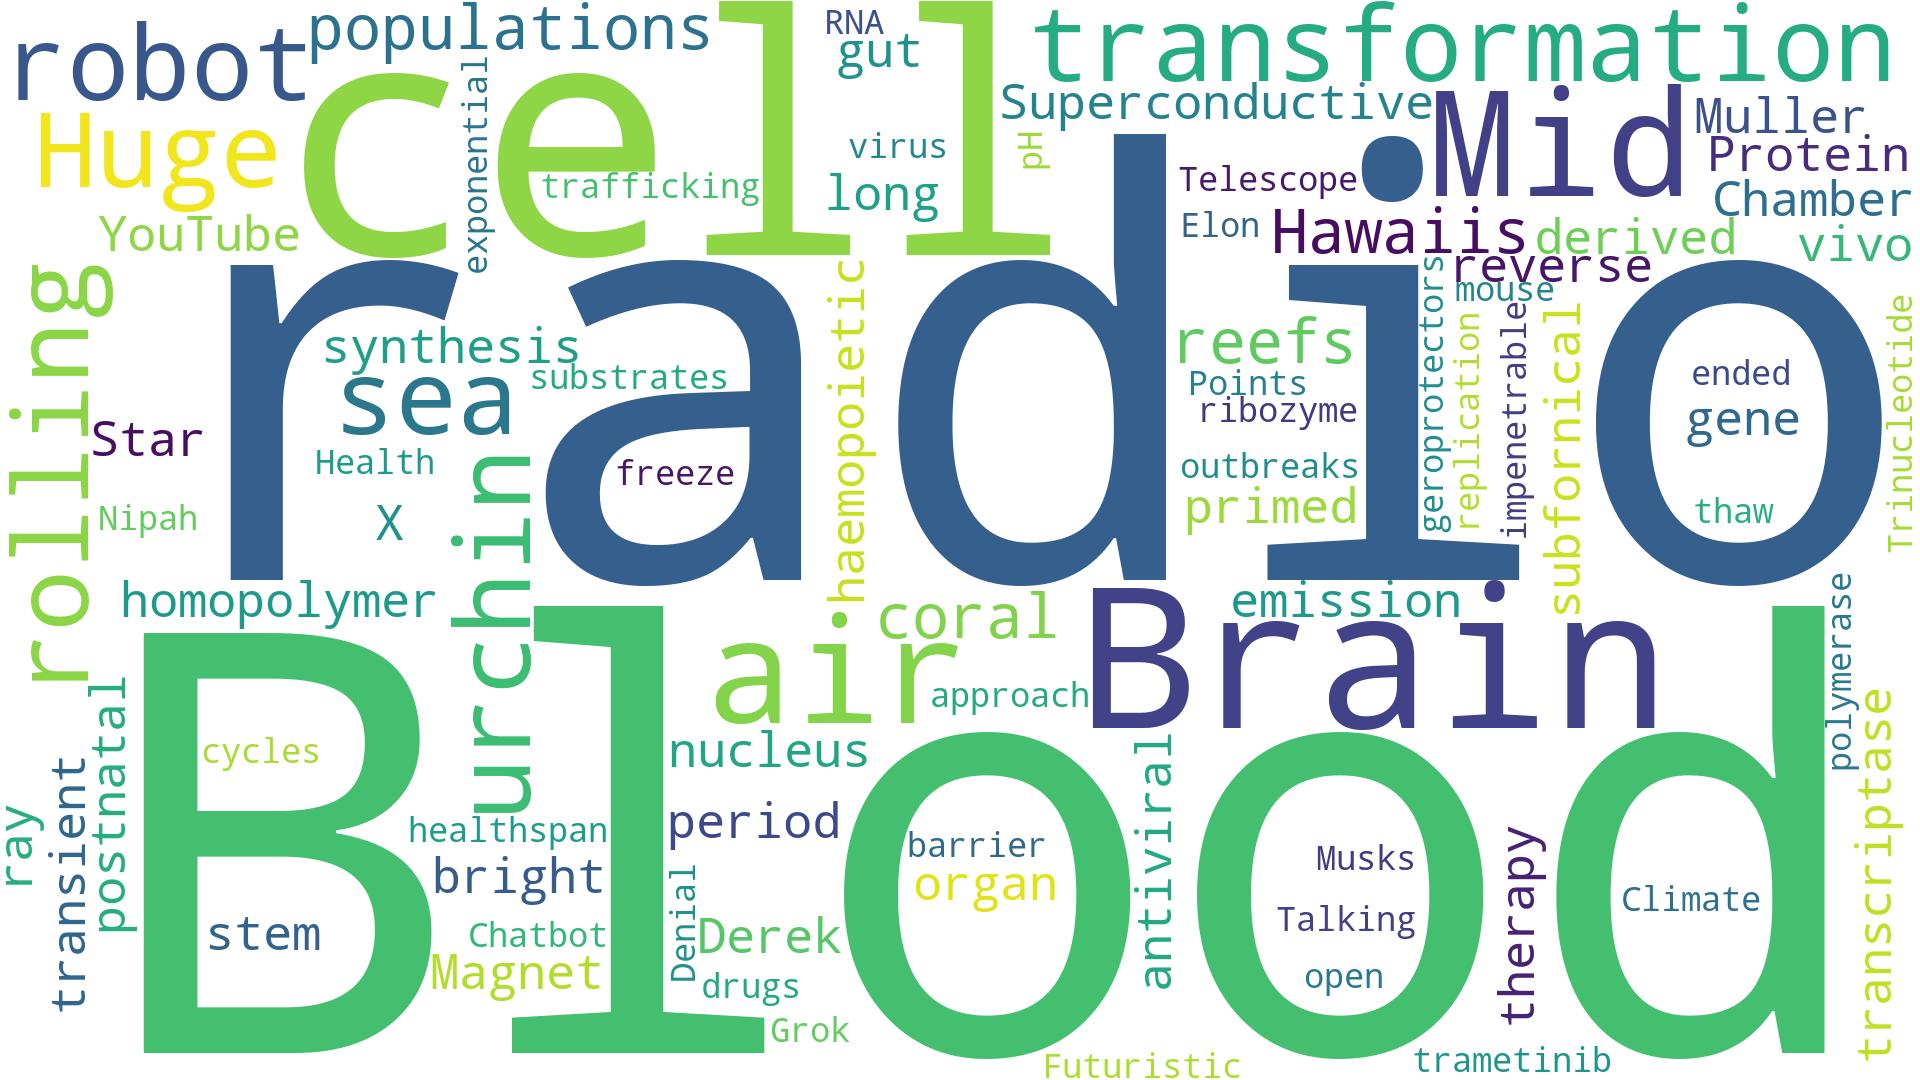 robot
populations
cell
RNA
gut
transformation
Huge
exponential
trafficking
virus
long
pH
Superconductive
Mid
Muller
Protein
Telescope
Chamber
YouTube
Elon
Hawaiis
derived
vivo
reverse
rolling
radio
haemopoietic
geroprotectors
mouse
replication
impenetrable
subfornical
Trinucleotide
synthesis
substrates
sea
reefs
Points
ribozyme
ended
gene
Star
Health
freeze
outbreaks
primed
thaw
Nipah
X
urchin
homopolymer
coral
emission
polymerase
Blood
air
approach
Brain
postnatal
transient
ray
cycles
nucleus
antiviral
transcriptase
healthspan
period
barrier
organ
Musks
therapy
bright
Denial
Climate
stem
Chatbot
Derek
Talking
Magnet
drugs
open
Grok
Futuristic
trametinib